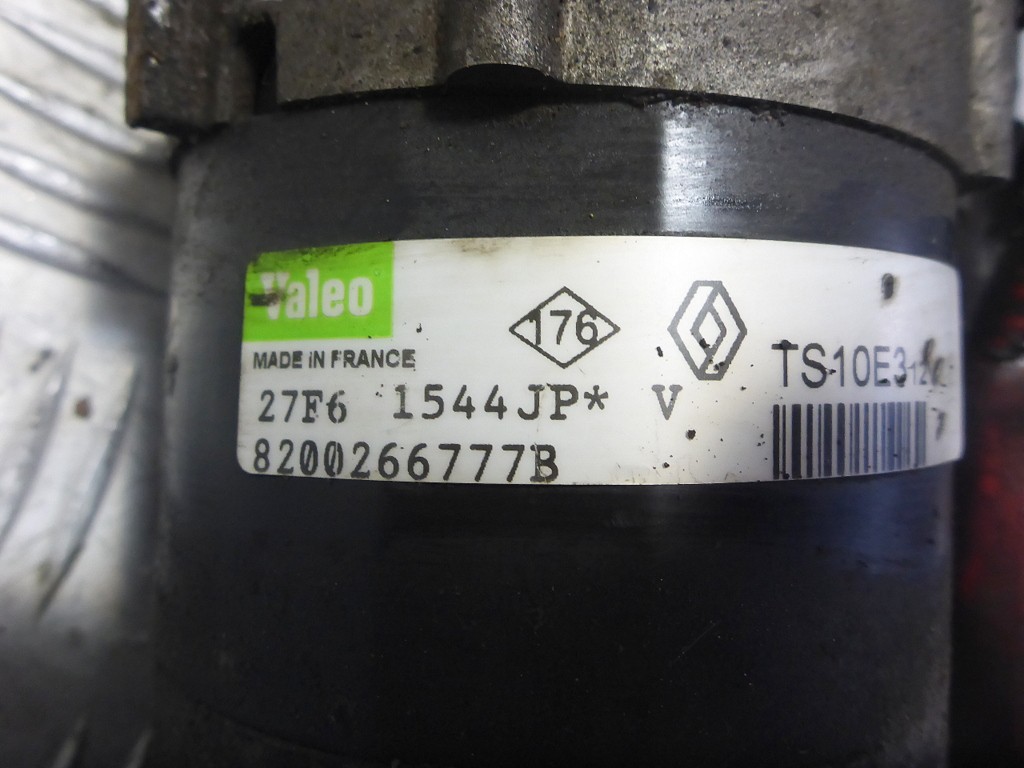 Valeo
176
MADE iN FRANCE
TS10E3
27F6 1544JP* V
8200266777B